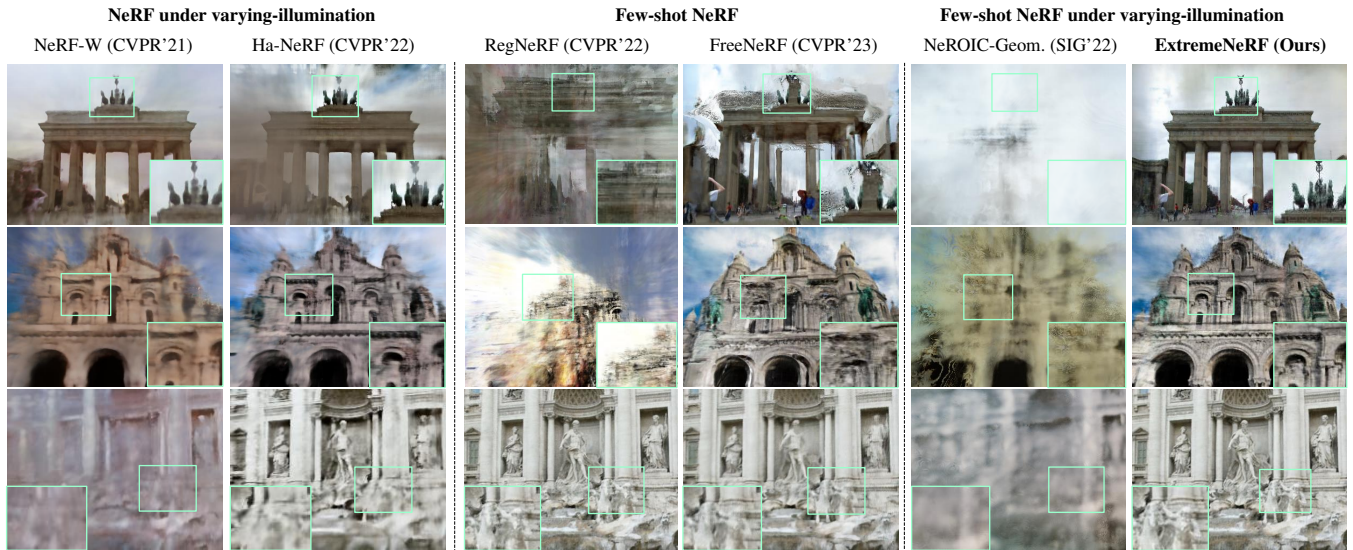 NeRF under varying-illumination
Few-shot NeRF
Few-shot NeRF under varying-illumination
NeRF-W (CVPR’21)
Ha-NeRF (CVPR’22)
RegNeRF (CVPR’22)
FreeNeRF (CVPR’23)
NeROIC-Geom. (SIG’22)
ExtremeNeRF (Ours)